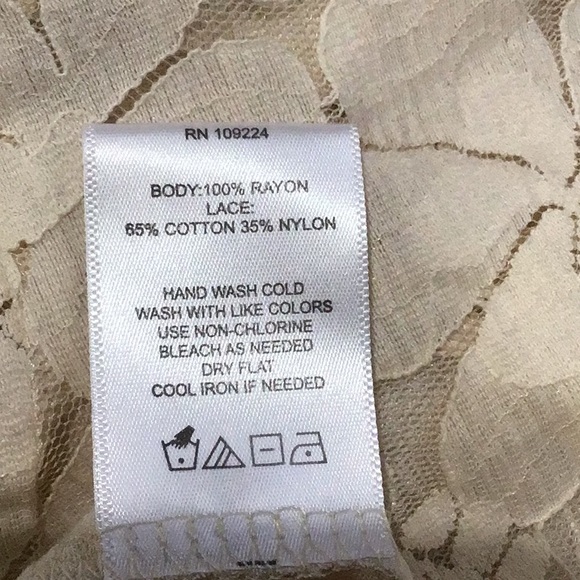 RN 109224
BODY:100% RAYON
LACE:
65% COTTON 35% NYLON
HAND WASH COLD
WASH WITH LIKE COLORS
USE NON-CHLORINE
BLEACH AS NEEDED
DRY FLAT
COOL IRON IF NEEDED